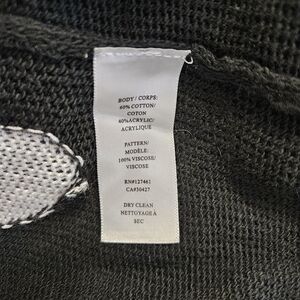 BODY / CORPS:
60% COTTON/
COTON
40%ACRYLIC/
ACRYLIQUE
PATTERN/
MODÈLE:
100% VISCOSE/
VISCOSE
RN#127461
CA#30427
DRY CLEAN
NETTOYAGE À
SEC